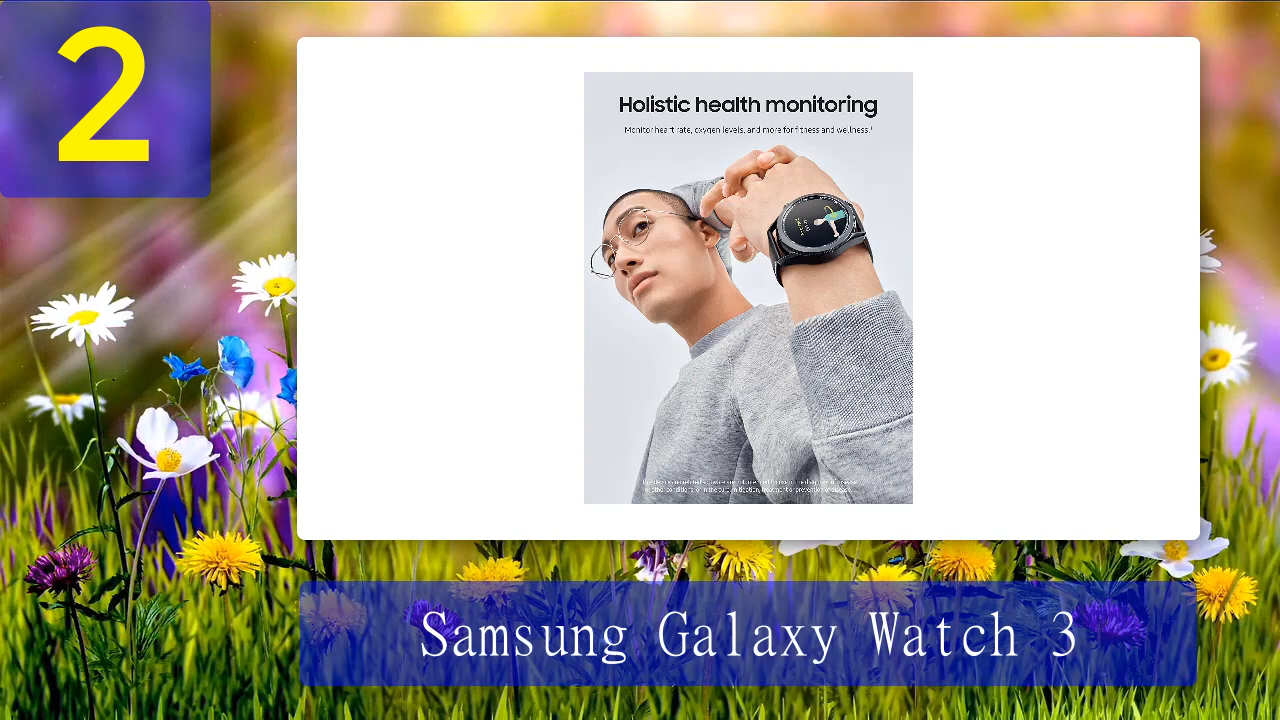 2
Holistic health monitoring
Monitor heart rate, oxygen levels, and more for fitness and wellness.¹
Samsung Galaxy Watch 3